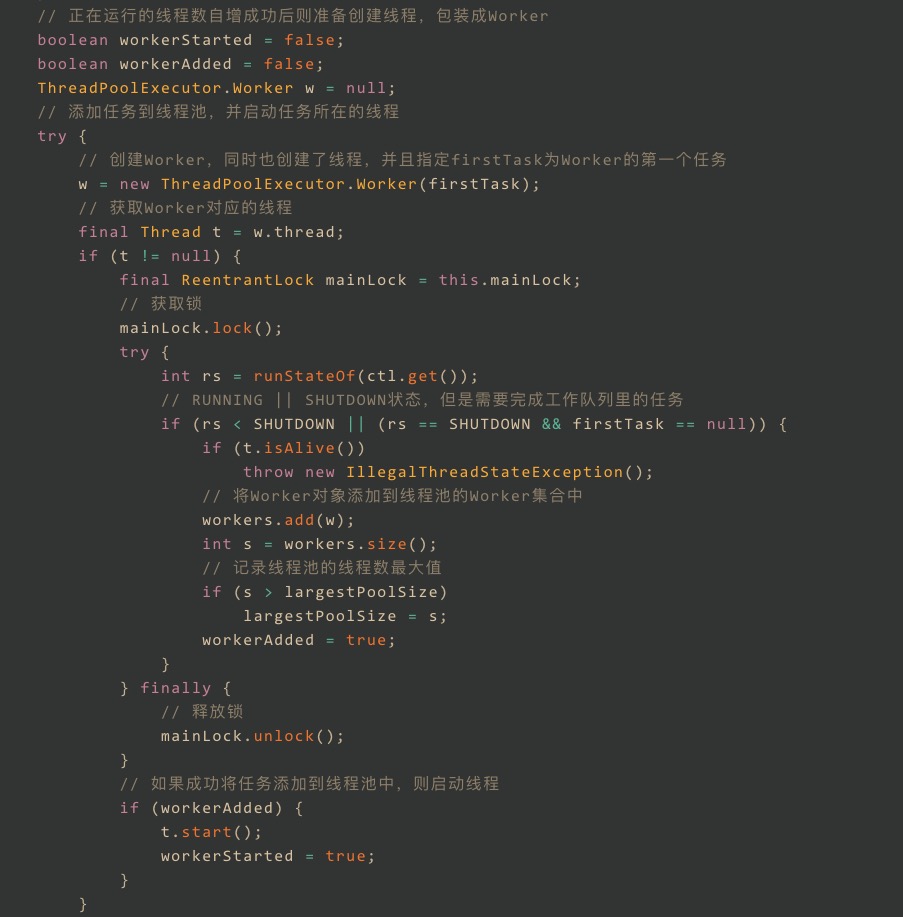 // 正在运行的线程数自增成功后则准备创建线程，包装成Worker
boolean workerStarted = false;
boolean workerAdded = false;
ThreadPoolExecutor.Worker w = null;
// 添加任务到线程池，并启动任务所在的线程
try {
    // 创建Worker，同时也创建了线程，并且指定firstTask为Worker的第一个任务
    w = new ThreadPoolExecutor.Worker(firstTask);
    // 获取Worker对应的线程
    final Thread t = w.thread;
    if (t != null) {
        final ReentrantLock mainLock = this.mainLock;
        // 获取锁
        mainLock.lock();
        try {
            int rs = runStateOf(ctl.get());
            // RUNNING || SHUTDOWN状态，但是需要完成工作队列里的任务
            if (rs < SHUTDOWN || (rs == SHUTDOWN && firstTask == null)) {
                if (t.isAlive())
                    throw new IllegalThreadStateException();
                // 将Worker对象添加到线程池的Worker集合中
                workers.add(w);
                int s = workers.size();
                // 记录线程池的线程数最大值
                if (s > largestPoolSize)
                    largestPoolSize = s;
                workerAdded = true;
            }
        } finally {
            // 释放锁
            mainLock.unlock();
        }
        // 如果成功将任务添加到线程池中，则启动线程
        if (workerAdded) {
            t.start();
            workerStarted = true;
        }
    }